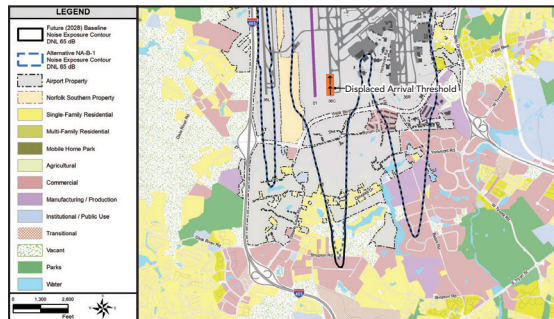 LEGEND
Future (2028) Baseline
Noise Exposure Contour
DNL 65 dB
Alternative NA-B-1
Noise Exposure Contour
DNL 65 dB
Airport Property
Norfolk Southern Property
Single-Family Residential
Multi-Family Residential
Mobile Home Park
Agricultural
Commercial
Manufacturing / Production
Institutional / Public Use
Transitional
Vacant
Parks
Water
0 1,300 2,600
Feet
Displaced Arrival Threshold
36C
36R